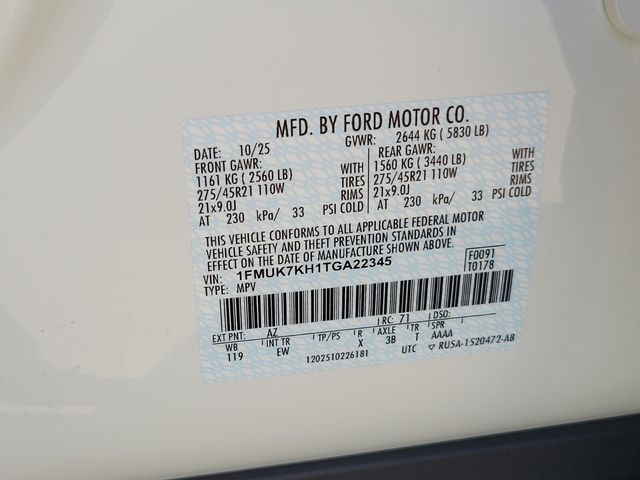 MFD. BY FORD MOTOR CO.
DATE: 10/25 GVWR: 2644 KG ( 5830 LB)
FRONT GAWR: REAR GAWR:
1161 KG ( 2560 LB) WITH 1560 KG ( 3440 LB) WITH
275/45R21 110W TIRES 275/45R21 110W TIRES
21x9.0J RIMS 21x9.0J RIMS
AT 230 kPa/ 33 PSI COLD AT 230 kPa/ 33 PSI COLD
THIS VEHICLE CONFORMS TO ALL APPLICABLE FEDERAL MOTOR
VEHICLE SAFETY AND THEFT PREVENTION STANDARDS IN
EFFECT ON THE DATE OF MANUFACTURE SHOWN ABOVE.
VIN: 1FMUK7KH1TGA22345 F0091
TYPE: MPV T0178
EXT PNT: AZ RC: 71 DSO:
WB INT TR TP/PS R AXLE TR SPR
119 EW X 3B T AAAA
1202510226181 UTC ▽ RU5A-1520472-AB